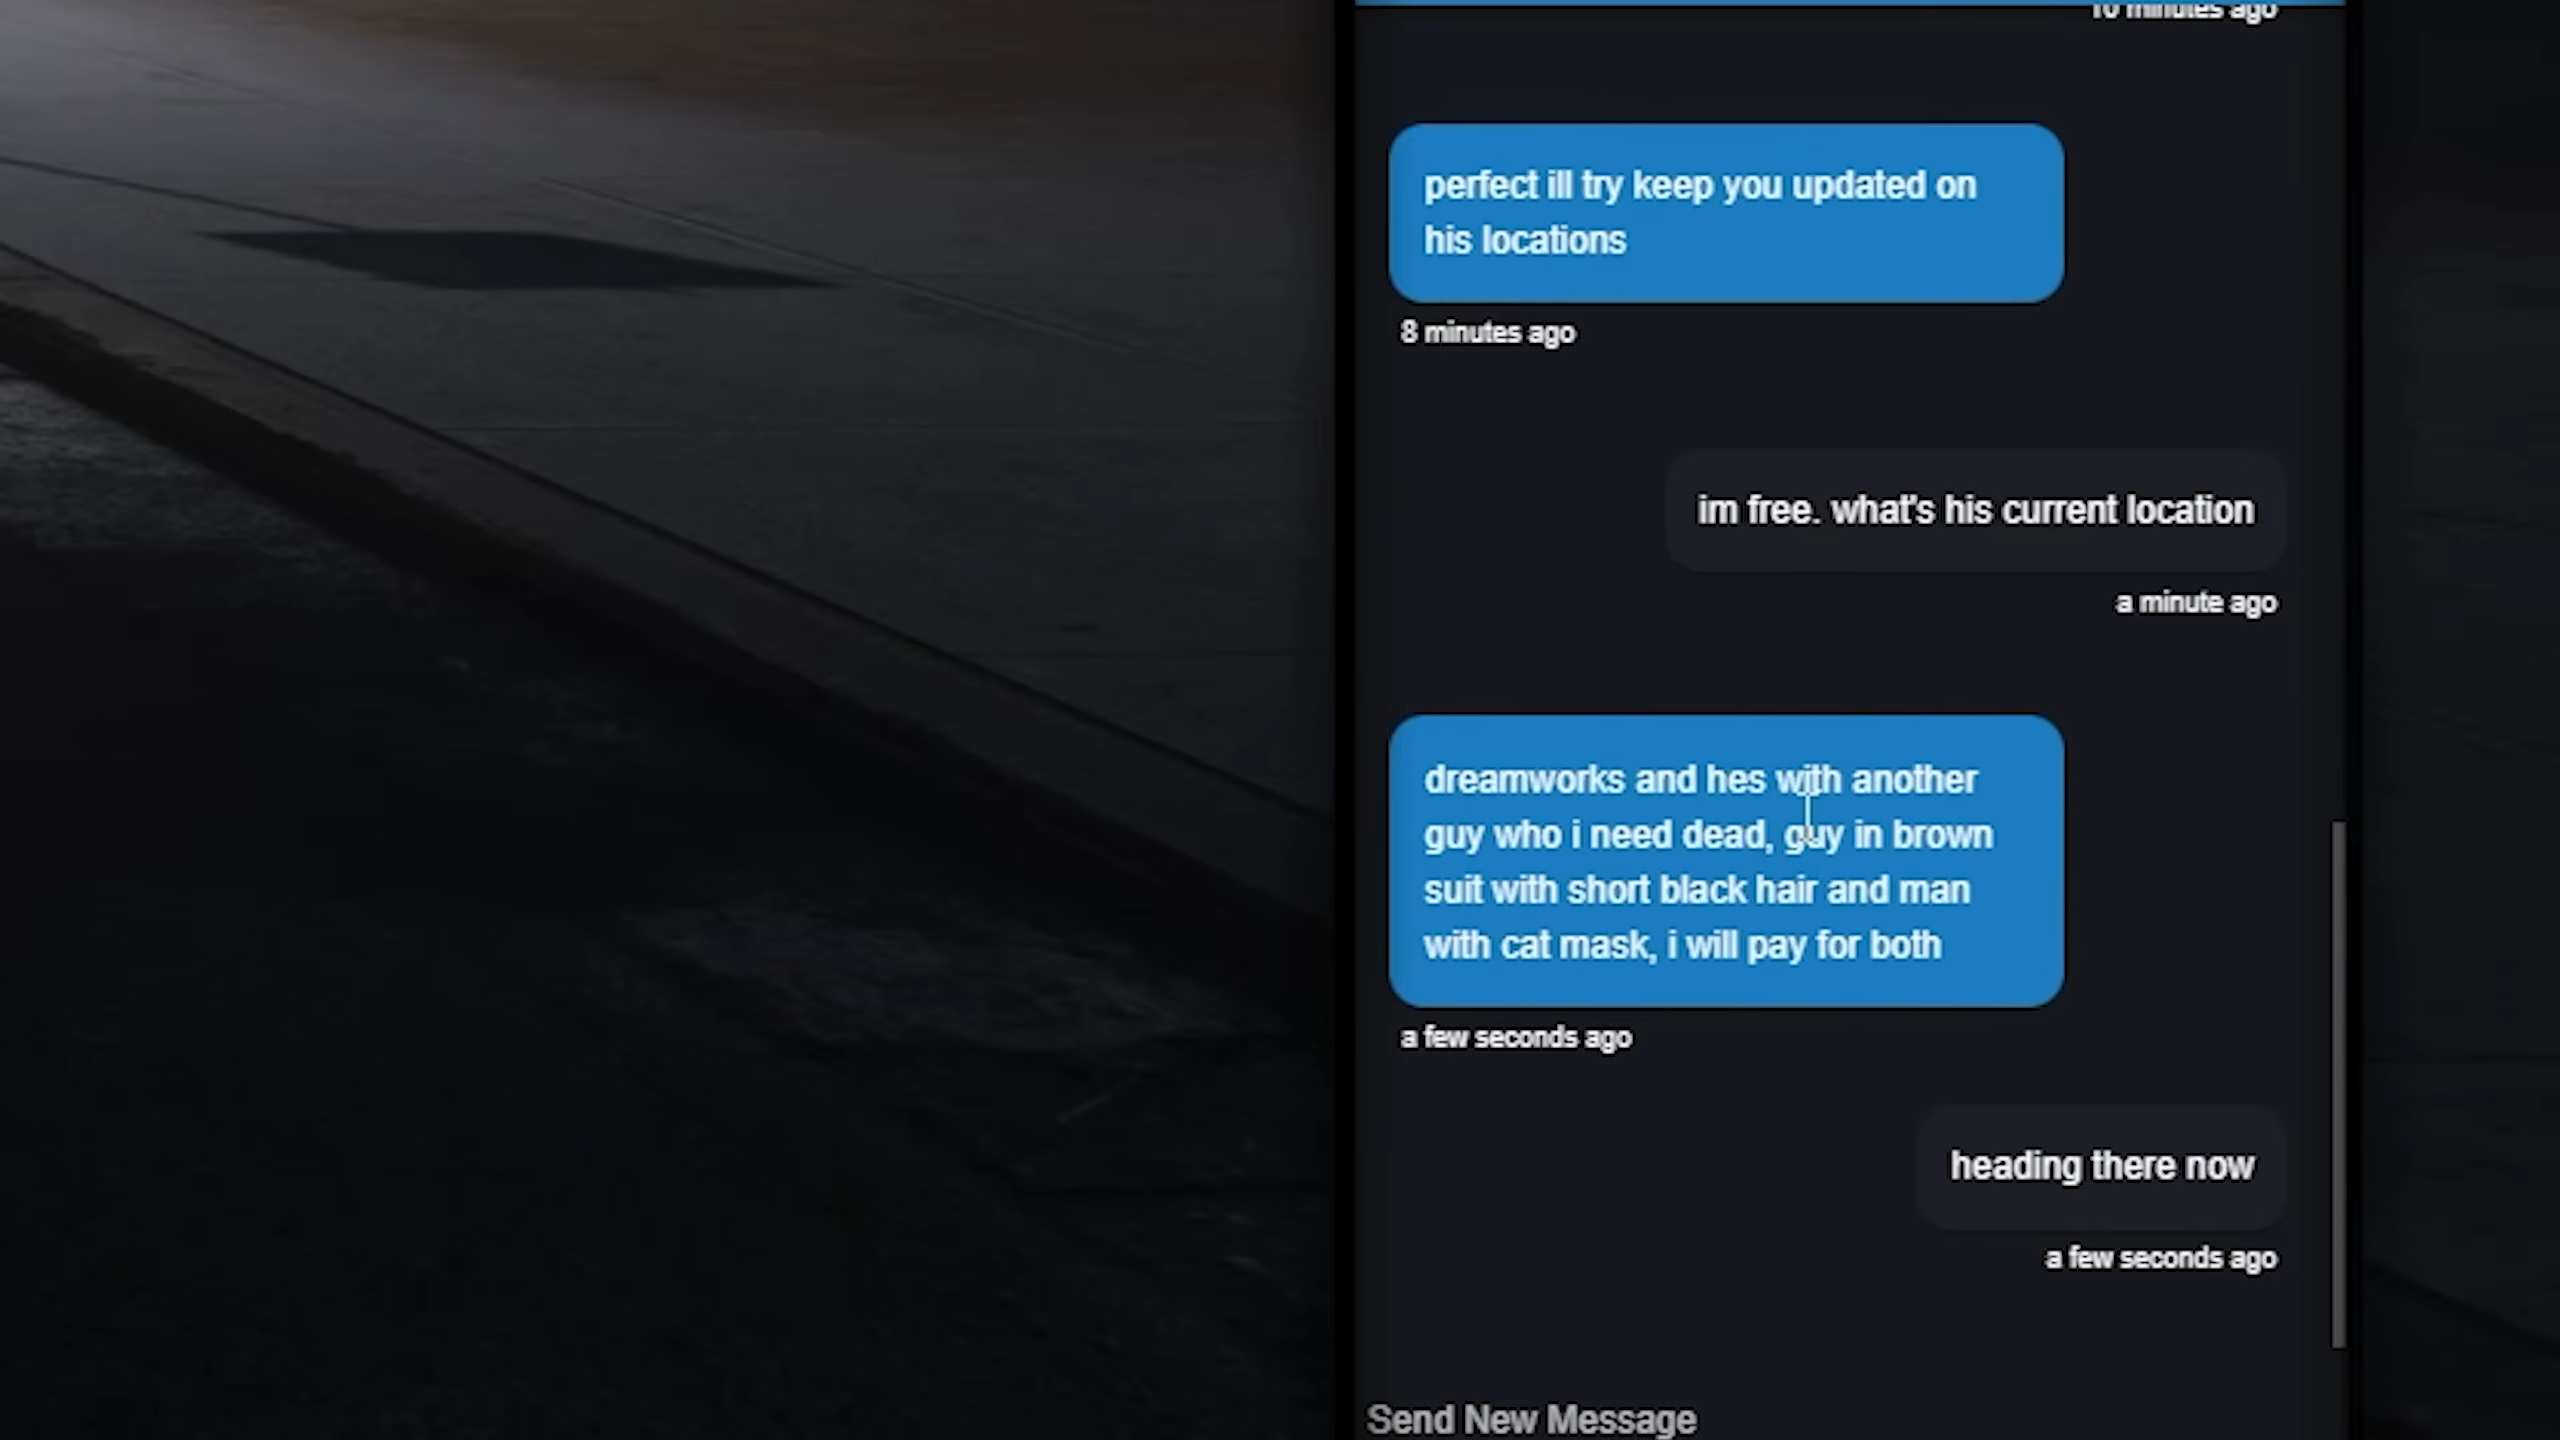 10 minutes ago
perfect ill try keep you updated on
his locations
8 minutes ago
im free. what's his current location
a minute ago
dreamworks and hes with another
guy who i need dead, guy in brown
suit with short black hair and man
with cat mask, i will pay for both
a few seconds ago
heading there now
a few seconds ago
Send New Message